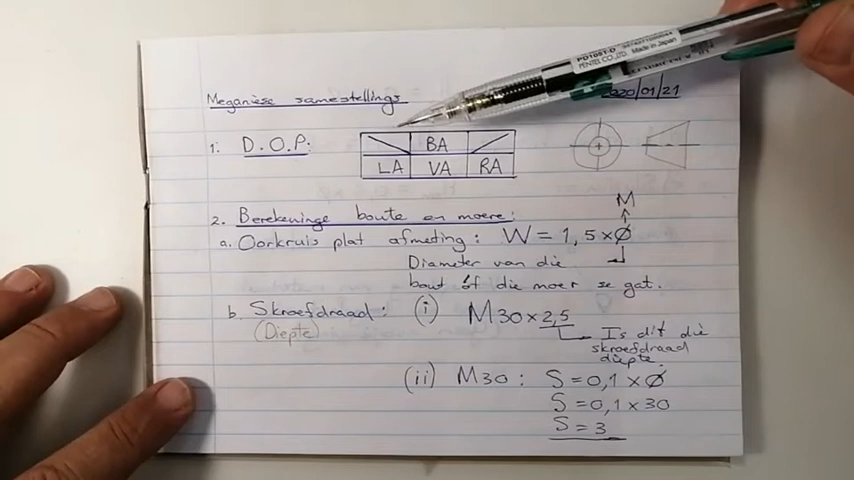 PENTEL CO., LTD. Made in Japan
Meganiese samestellings
2020/01/21
1. D.O.P:
BA
LA VA RA
2. Berekeninge boute en moere:
M
a. Oorkruis plat afmeting: W = 1,5 x Ø
Diameter van die
bout óf die moer se gat.
b. Skroefdraad: (i) M30 x 2,5
(Diepte)
Is dit die
skroefdraad
diepte
(ii) M30: S = 0,1 x Ø
S = 0,1 x 30
S = 3